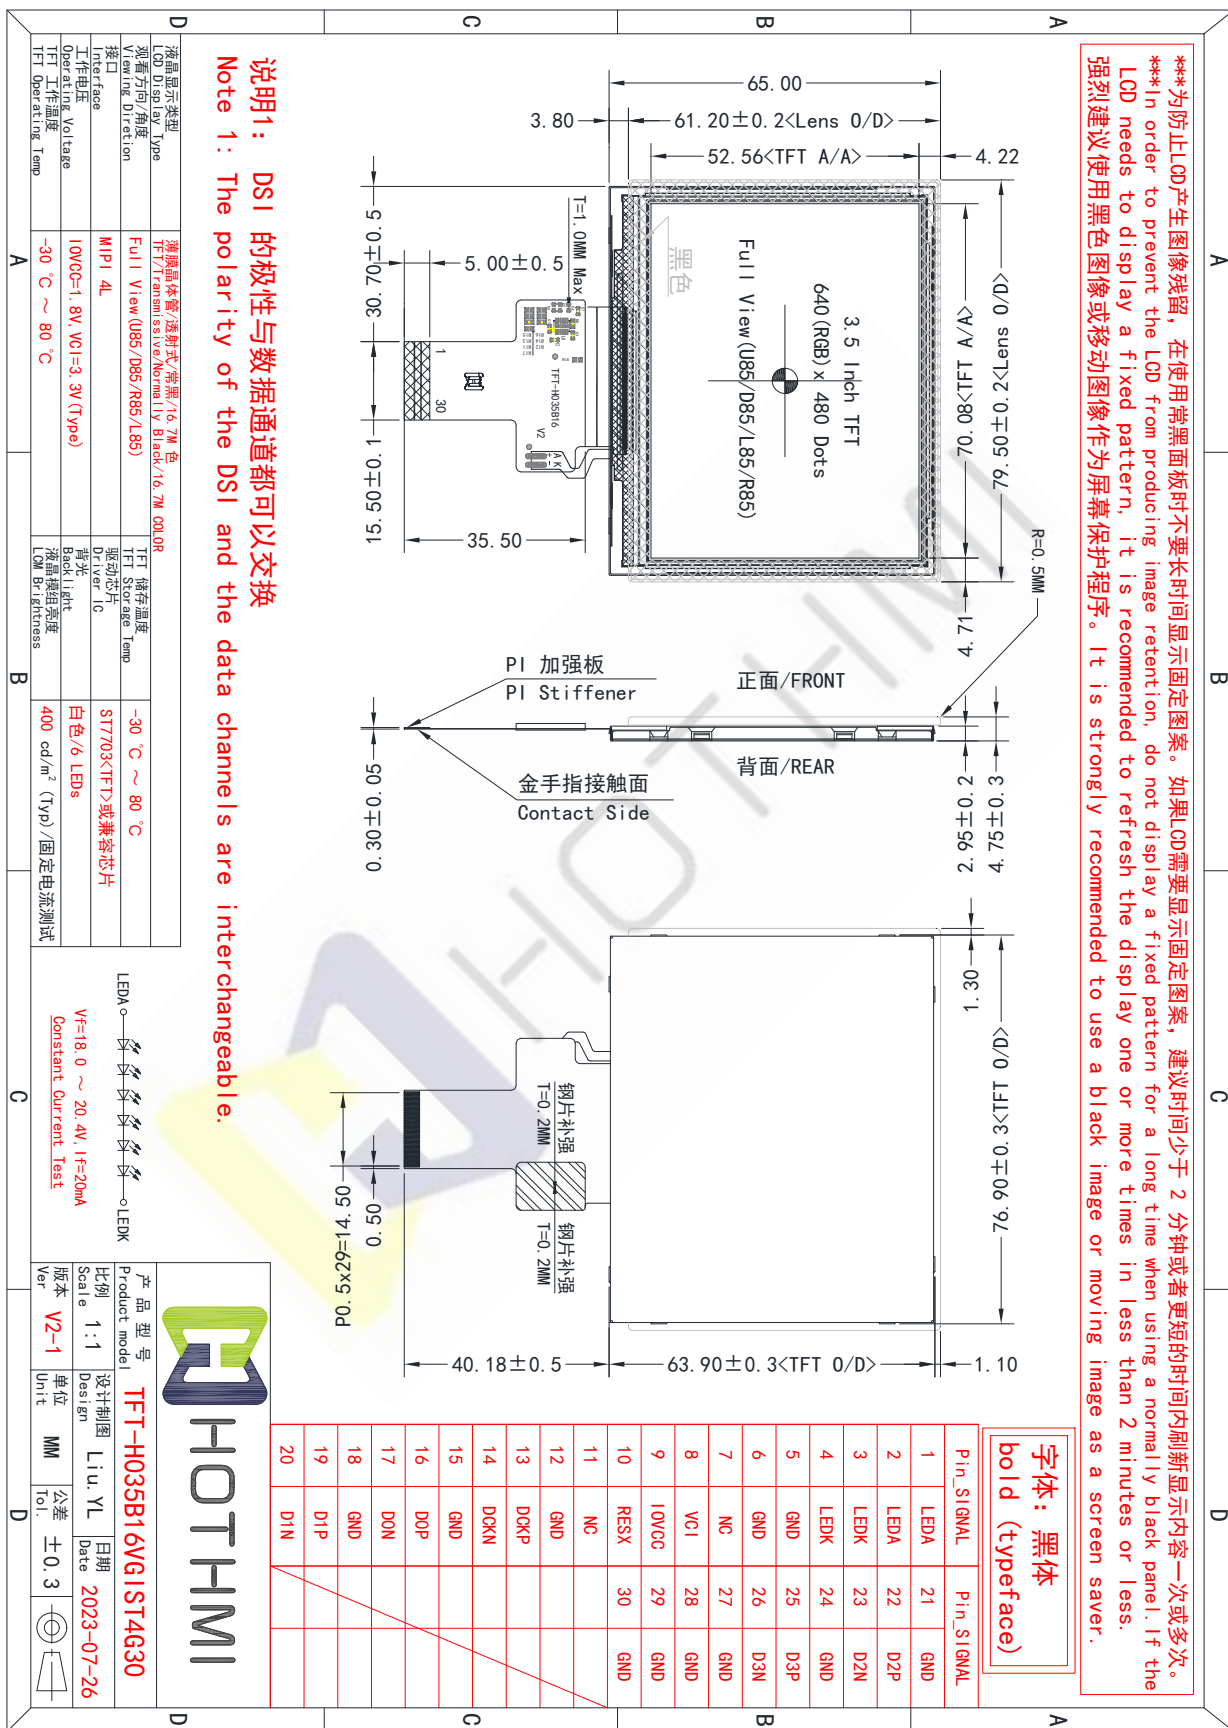 ***为防止LCD产生图像残留，在使用常黑面板时不要长时间显示固定图案。如果LCD需要显示固定图案，建议时间少于 2 分钟或者更短的时间内刷新显示内容一次或多次。
***In order to prevent the LCD from producing image retention, do not display a fixed pattern for a long time when using a normally black panel. If the
LCD needs to display a fixed pattern, it is recommended to refresh the display one or more times in less than 2 minutes or less.
强烈建议使用黑色图像或移动图像作为屏幕保护程序。It is strongly recommended to use a black image or moving image as a screen saver.
字体：黑体
bold (typeface)
65.00
3.80
61.20±0.2<Lens O/D>
52.56<TFT A/A>
4.22
79.50±0.2<Lens O/D>
70.08<TFT A/A>
4.71
R=0.5MM
3.5 Inch TFT
640(RGB)x 480 Dots
Full View(U85/D85/L85/R85)
黑色
T=1.0MM Max
5.00±0.5
30.70±0.5
15.50±0.1
35.50
1
30
TFT-H035B16
V2
A
K
+
-
正面/FRONT
背面/REAR
PI 加强板
PI Stiffener
金手指接触面
Contact Side
0.30±0.05
2.95±0.2
4.75±0.3
1.30
76.90±0.3<TFT O/D>
1.10
63.90±0.3<TFT O/D>
40.18±0.5
钢片补强
T=0.2MM
钢片补强
T=0.2MM
P0.5x29=14.50
0.50
说明1： DSI 的极性与数据通道都可以交换
Note 1: The polarity of the DSI and the data channels are interchangeable.
Pin_SIGNAL Pin_SIGNAL
1 LEDA 21 GND
2 LEDA 22 D2P
3 LEDK 23 D2N
4 LEDK 24 GND
5 GND 25 D3P
6 GND 26 D3N
7 NC 27 GND
8 VCI 28 GND
9 IOVCC 29 GND
10 RESX 30 GND
11 NC
12 GND
13 DCKP
14 DCKN
15 GND
16 D0P
17 D0N
18 GND
19 D1P
20 D1N
液晶显示类型
LCD Display Type
薄膜晶体管/透射式/常黑/16.7M 色
TFT/Transmissive/Normally Black/16.7M COLOR
观看方向/角度
Viewing Diretion
Full View(U85/D85/R85/L85)
接口
Interface
MIPI 4L
工作电压
Operating Voltage
IOVCC=1.8V,VCI=3.3V(Type)
TFT 工作温度
TFT Operating Temp
-30 ℃ ～ 80 ℃
TFT 储存温度
TFT Storage Temp
-30 ℃ ～ 80 ℃
驱动芯片
Driver IC
ST7703<TFT>或兼容芯片
背光
Backlight
白色/6 LEDs
液晶模组亮度
LCM Brightness
400 cd/m² (Typ)/固定电流测试
LEDA
LEDK
Vf=18.0 ～ 20.4V,If=20mA
Constant Current Test
HOTHMI
产品型号
Product model
TFT-H035B16VGIST4G30
比例
Scale
1:1
设计制图
Design
Liu.YL
日期
Date
2023-07-26
版本
Ver
V2-1
单位
Unit
MM
公差
Tol.
±0.3
HOTHMI
A
B
C
D
A
B
C
D
A
B
C
D
A
B
C
D